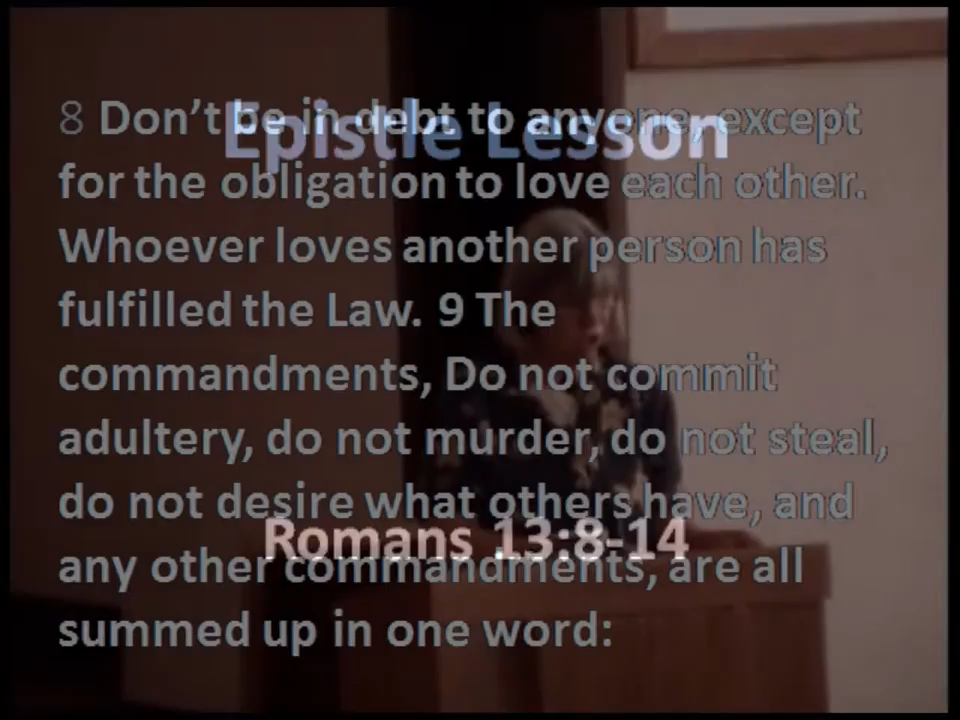 Epistle Lesson
8 Don't be in debt to anyone, except
for the obligation to love each other.
Whoever loves another person has
fulfilled the Law. 9 The
commandments, Do not commit
adultery, do not murder, do not steal,
do not desire what others have, and
Romans 13:8-14
any other commandments, are all
summed up in one word: